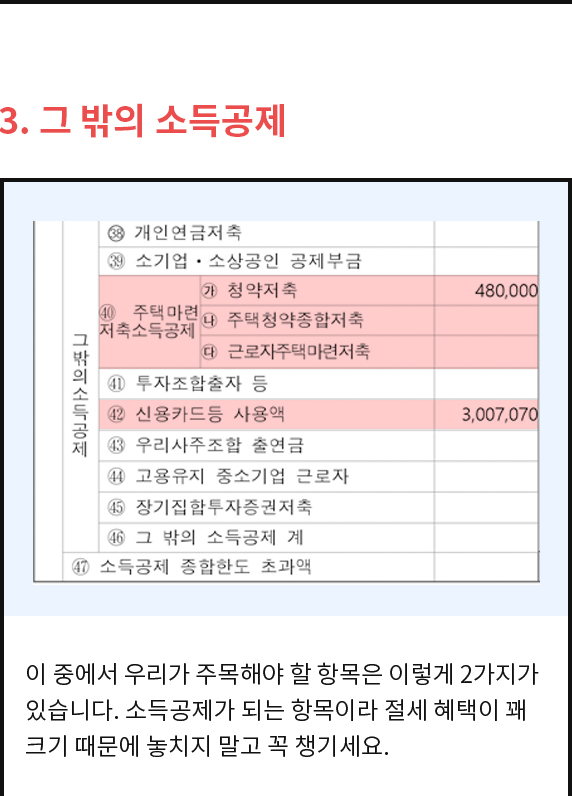 3. 그 밖의 소득공제
㊳ 개인연금저축
㊴ 소기업・소상공인 공제부금
㊵ 주택마련
저축소득공제
㉮ 청약저축 480,000
㉯ 주택청약종합저축
㉰ 근로자주택마련저축
㊶ 투자조합출자 등
㊷ 신용카드등 사용액 3,007,070
㊸ 우리사주조합 출연금
㊹ 고용유지 중소기업 근로자
㊺ 장기집합투자증권저축
㊻ 그 밖의 소득공제 계
그밖의소득공제
㊼ 소득공제 종합한도 초과액
이 중에서 우리가 주목해야 할 항목은 이렇게 2가지가
있습니다. 소득공제가 되는 항목이라 절세 혜택이 꽤
크기 때문에 놓치지 말고 꼭 챙기세요.